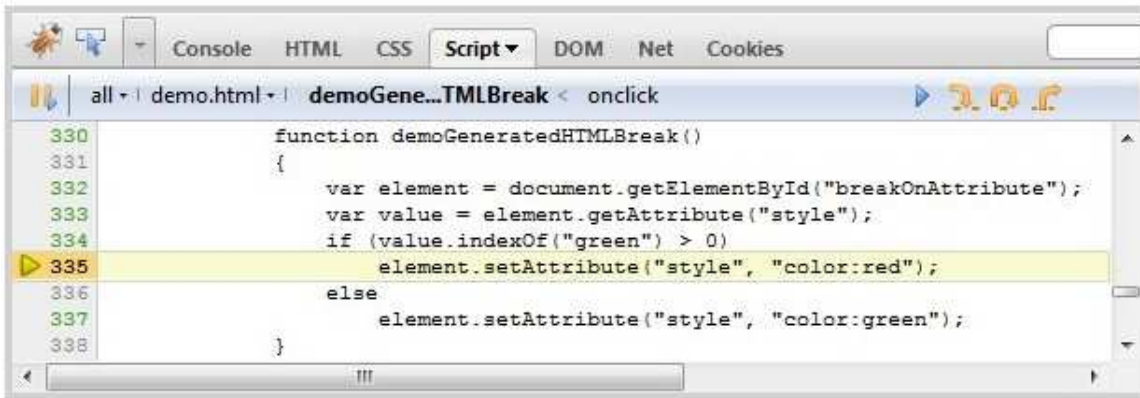 Console HTML CSS Script DOM Net Cookies
all demo.html demoGene...TMLBreak < onclick
330 function demoGeneratedHTMLBreak()
331 {
332 var element = document.getElementById("breakOnAttribute");
333 var value = element.getAttribute("style");
334 if (value.indexOf("green") > 0)
335 element.setAttribute("style", "color:red");
336 else
337 element.setAttribute("style", "color:green");
338 }